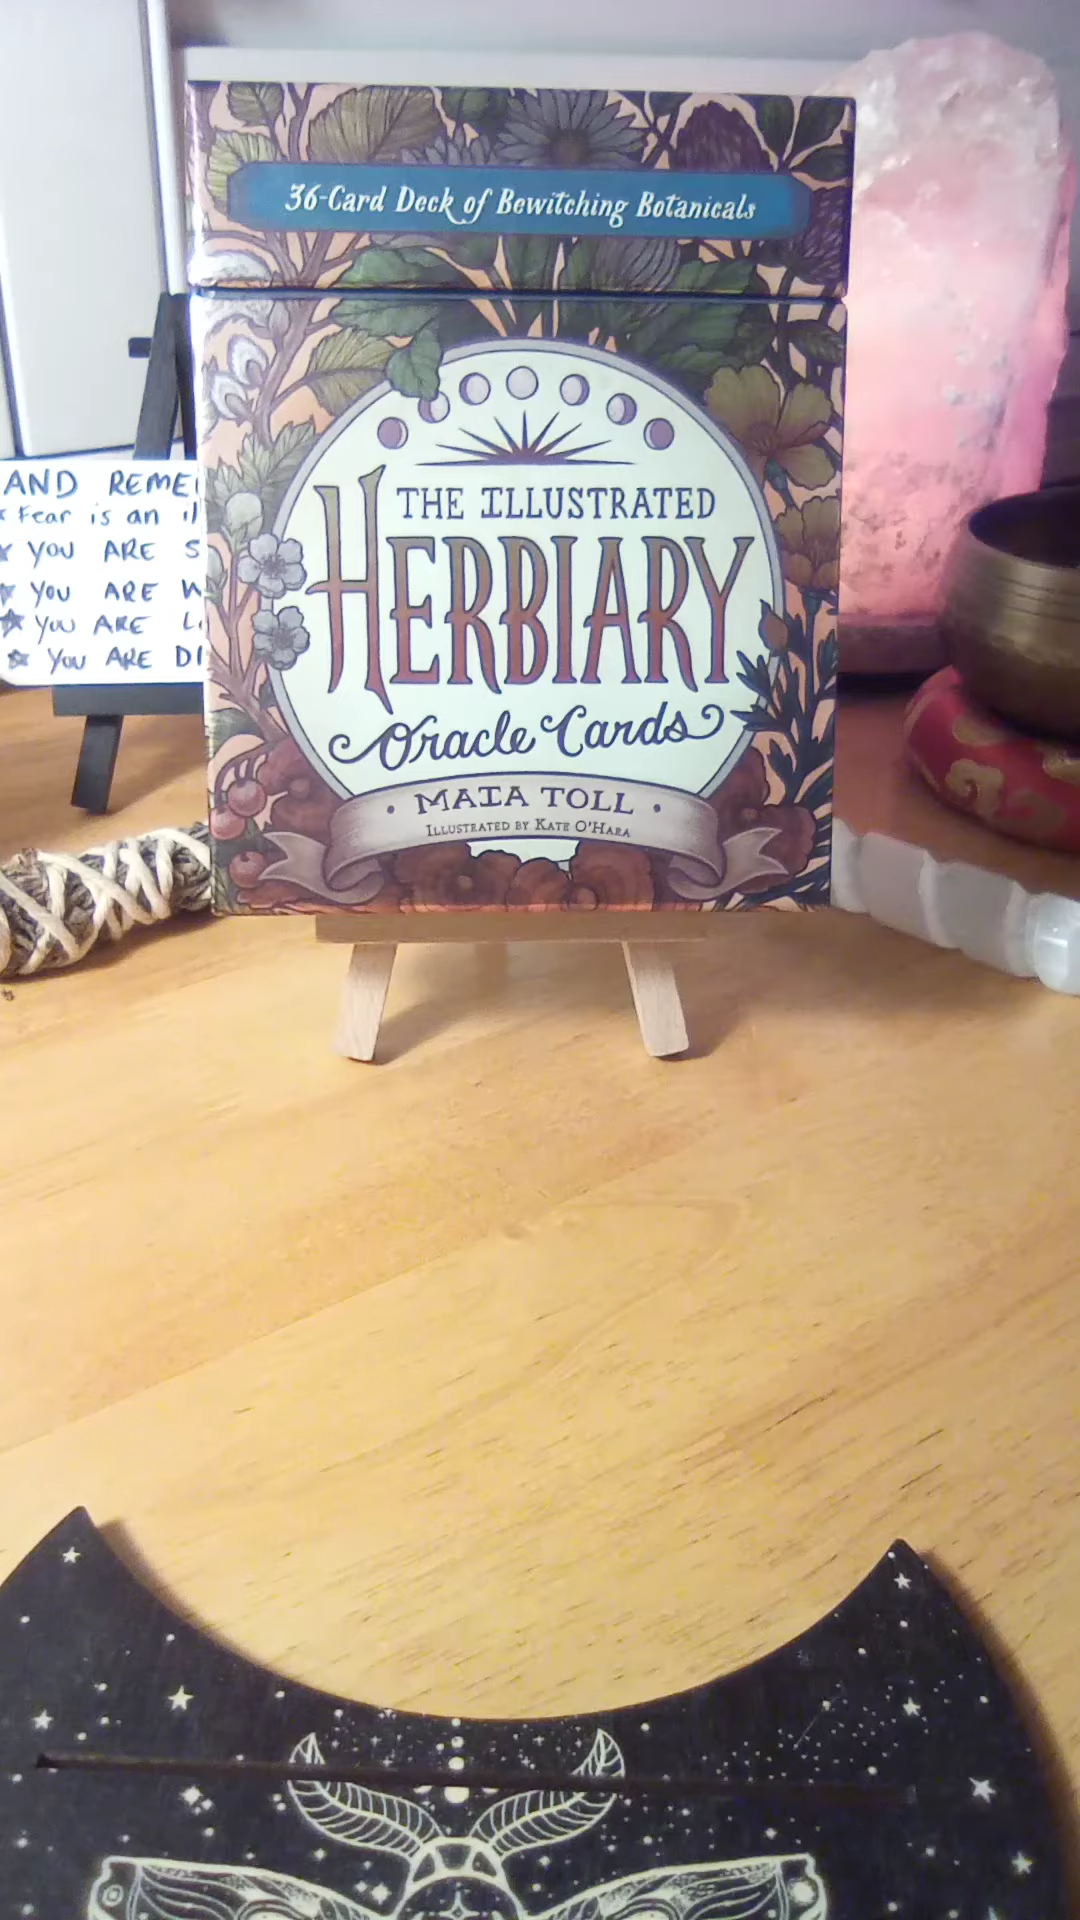 36-Card Deck of Bewitching Botanicals
THE ILLUSTRATED
HERBIARY
Oracle Cards
MAIA TOLL
ILLUSTRATED BY KATE O'HARA
AND
Fear is an
YOU ARE
YOU ARE
YOU ARE
YOU ARE